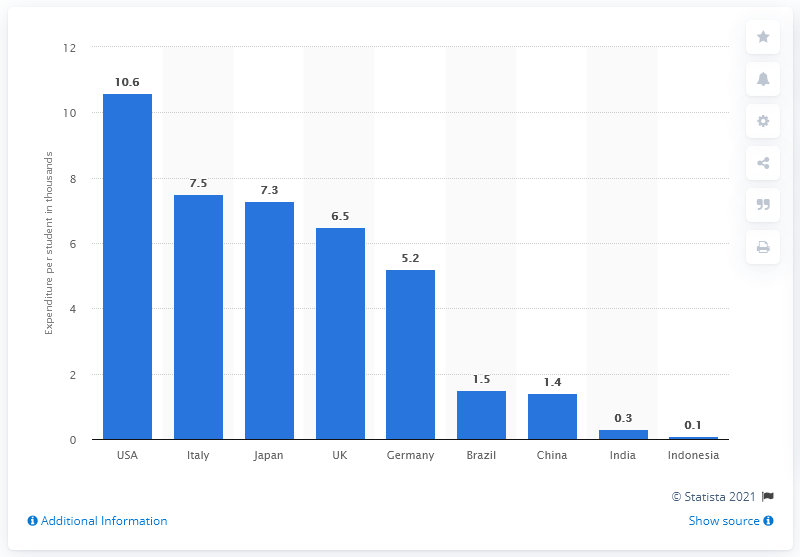 12
10
8
6
4
2
0
Expenditure per student in thousands
10.6
7.5
7.3
6.5
5.2
1.5
1.4
0.3
0.1
USA
Italy
Japan
UK
Germany
Brazil
China
India
Indonesia
© Statista 2021
Additional Information
Show source